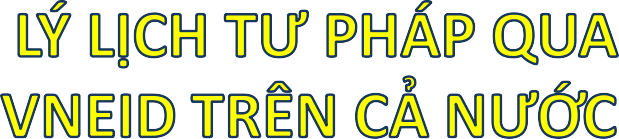 LÝ LỊCH TƯ PHÁP QUA
VNEID TRÊN CẢ NƯỚC